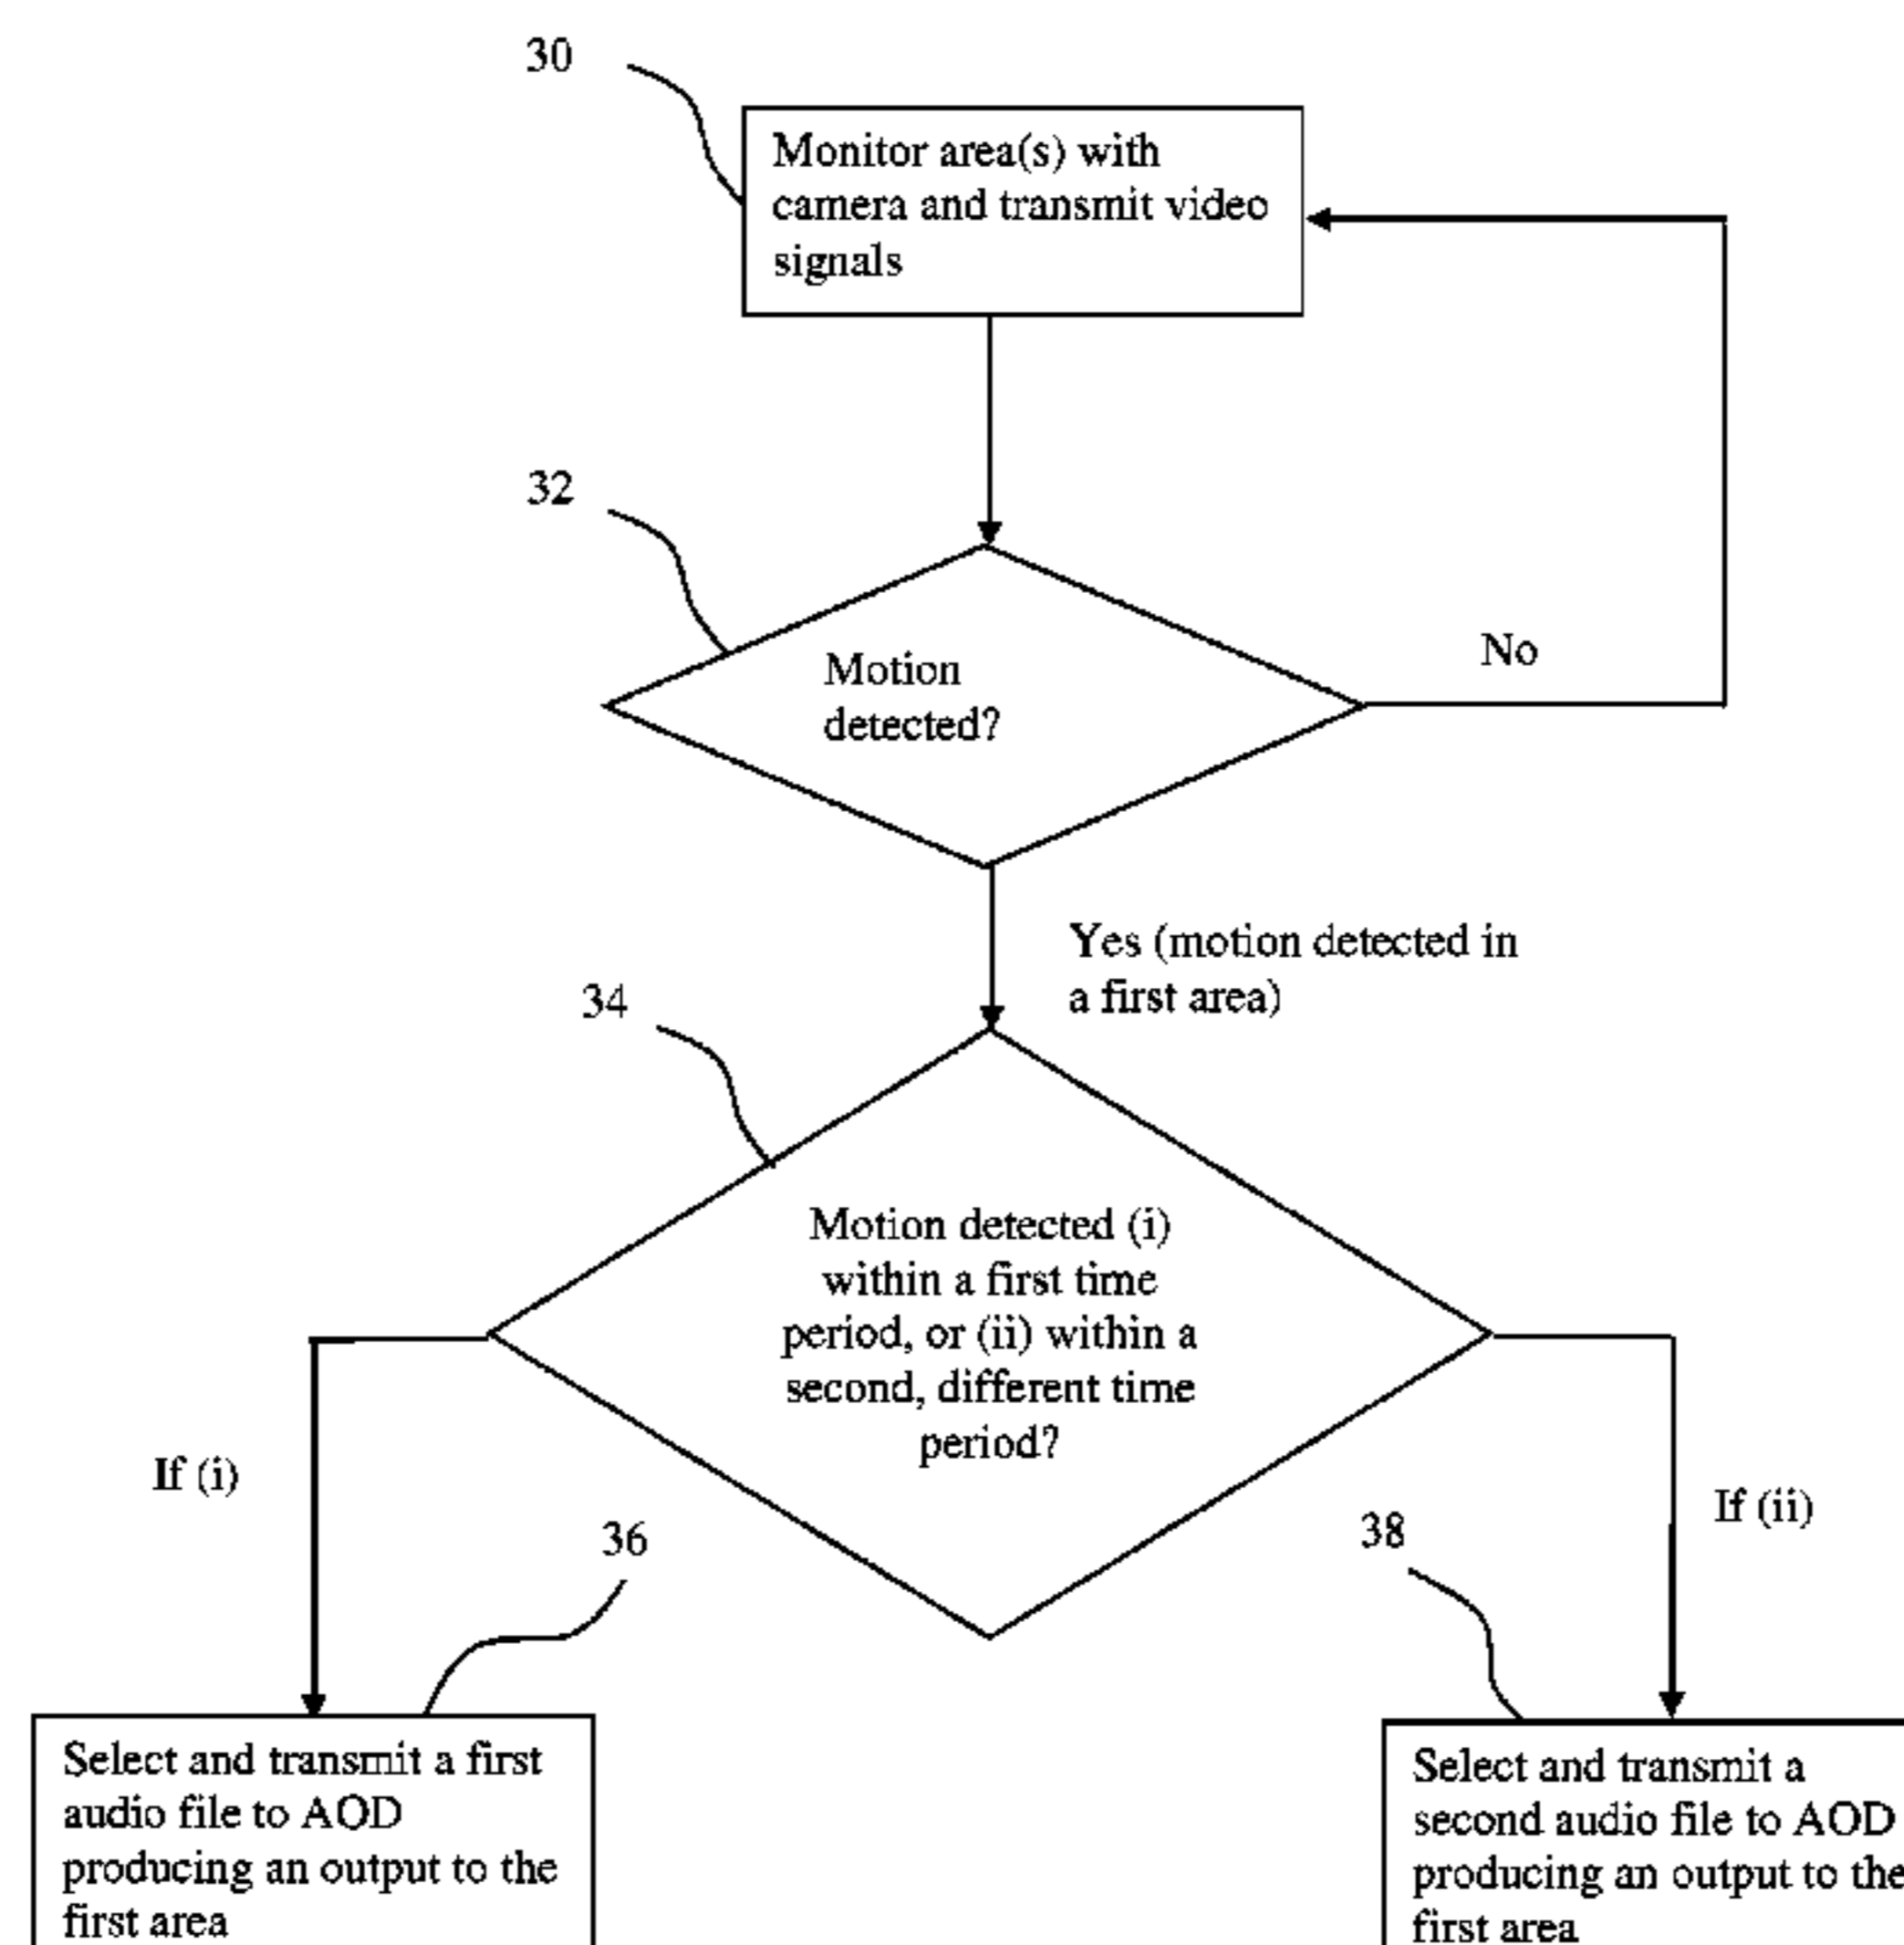 30
Monitor area(s) with
camera and transmit video
signals
32
Motion
detected?
No
Yes (motion detected in
a first area)
34
Motion detected (i)
within a first time
period, or (ii) within a
second, different time
period?
If (i)
If (ii)
36
38
Select and transmit a first
audio file to AOD
producing an output to the
first area
Select and transmit a
second audio file to AOD
producing an output to the
first area